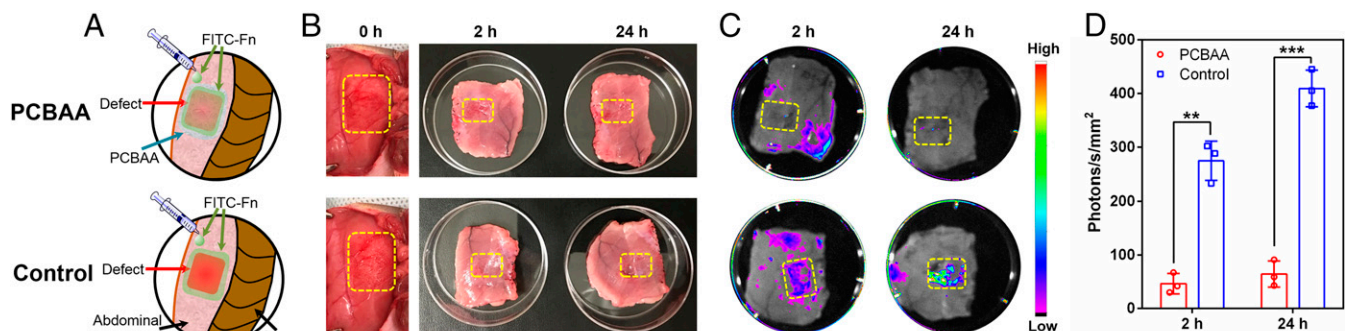 A
FITC-Fn
Defect
PCBAA
PCBAA
FITC-Fn
Control
Defect
Abdominal
B
0 h
2 h
24 h
C
2 h
24 h
High
Low
D
500
400
300
200
100
0
Photons/s/mm²
PCBAA
Control
**
***
2 h
24 h